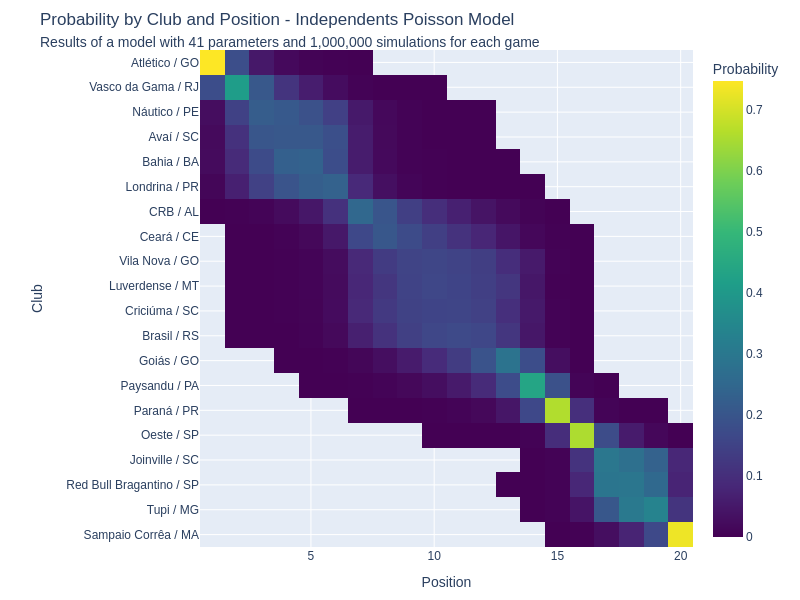 Probability by Club and Position - Independents Poisson Model
Results of a model with 41 parameters and 1,000,000 simulations for each game
Probability
Atlético / GO
Vasco da Gama / RJ
Náutico / PE
Avaí / SC
Bahia / BA
Londrina / PR
CRB / AL
Ceará / CE
Vila Nova / GO
Luverdense / MT
Criciúma / SC
Brasil / RS
Goiás / GO
Paysandu / PA
Paraná / PR
Oeste / SP
Joinville / SC
Red Bull Bragantino / SP
Tupi / MG
Sampaio Corrêa / MA
Club
5
10
15
20
Position
0.7
0.6
0.5
0.4
0.3
0.2
0.1
0